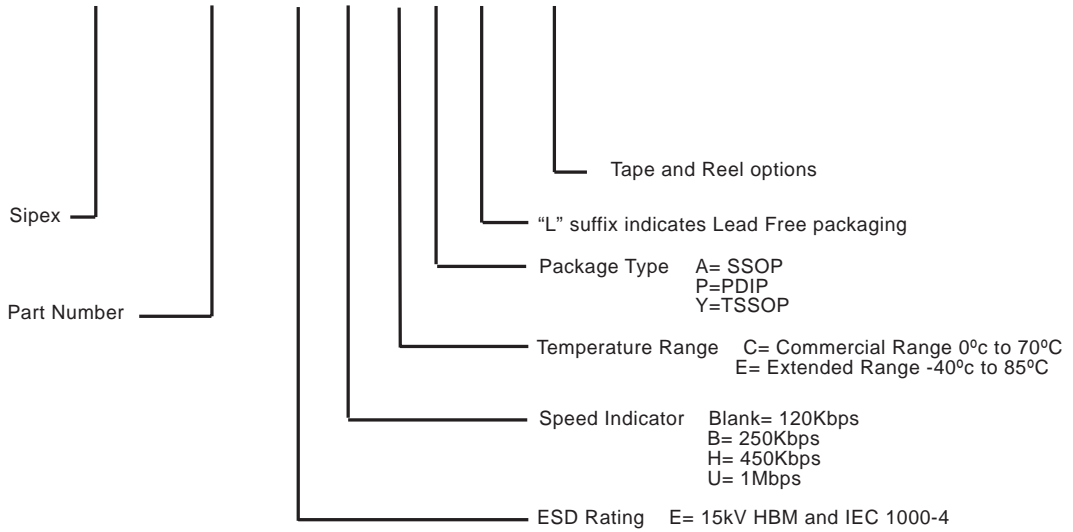 Tape and Reel options
Sipex
“L” suffix indicates Lead Free packaging
Package Type A= SSOP
P=PDIP
Y=TSSOP
Part Number
Temperature Range C= Commercial Range 0ºc to 70ºC
E= Extended Range -40ºc to 85ºC
Speed Indicator Blank= 120Kbps
B= 250Kbps
H= 450Kbps
U= 1Mbps
ESD Rating E= 15kV HBM and IEC 1000-4